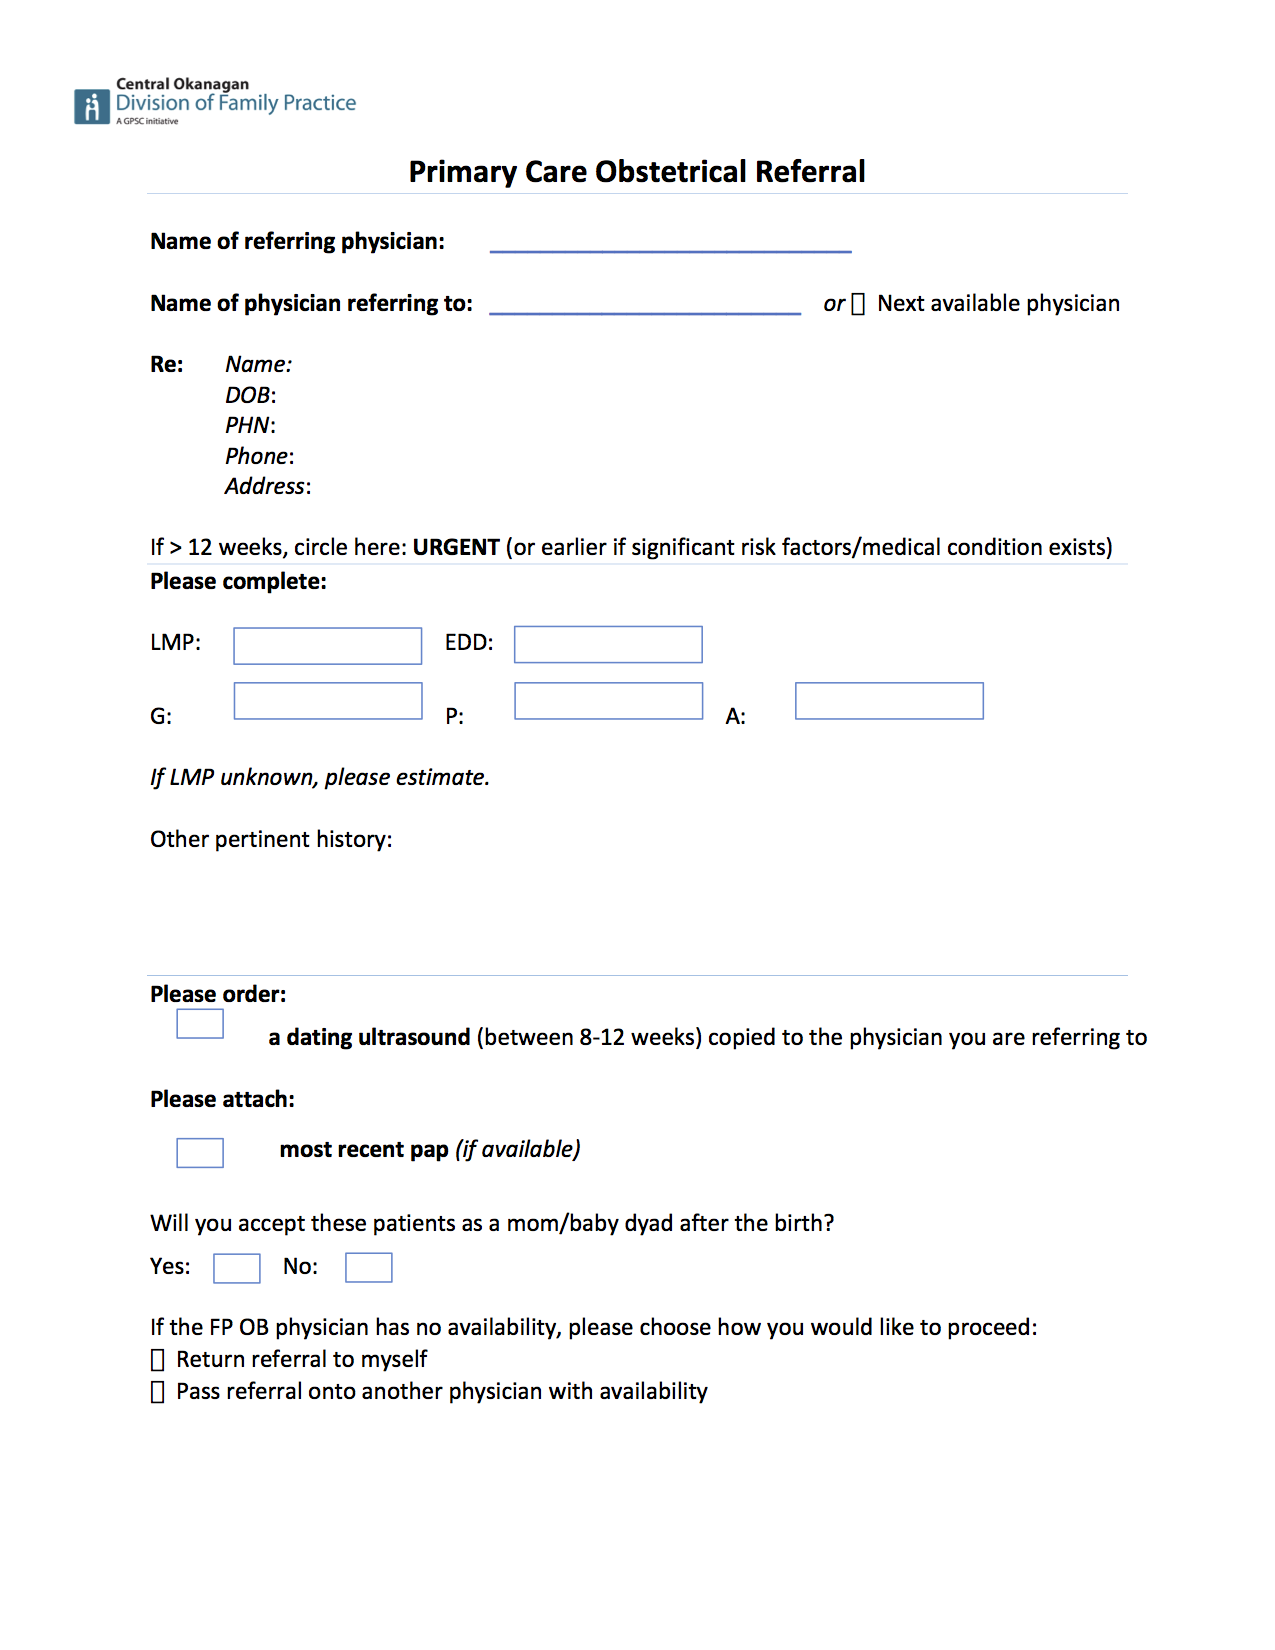 Central Okanagan
Division of Family Practice
A GPSC initiative
Primary Care Obstetrical Referral
Name of referring physician:
Name of physician referring to: or Next available physician
Re: Name:
DOB:
PHN:
Phone:
Address:
If > 12 weeks, circle here: URGENT (or earlier if significant risk factors/medical condition exists)
Please complete:
LMP: EDD:
G: P: A:
If LMP unknown, please estimate.
Other pertinent history:
Please order:
a dating ultrasound (between 8-12 weeks) copied to the physician you are referring to
Please attach:
most recent pap (if available)
Will you accept these patients as a mom/baby dyad after the birth?
Yes: No:
If the FP OB physician has no availability, please choose how you would like to proceed:
Return referral to myself
Pass referral onto another physician with availability